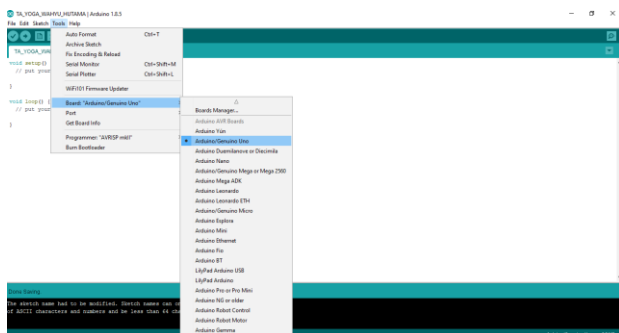 TA_YOGA_WAHYU_HUTAMA | Arduino 1.8.5
File Edit Sketch Tools Help
Auto Format Ctrl+T
Archive Sketch
Fix Encoding & Reload
Serial Monitor Ctrl+Shift+M
Serial Plotter Ctrl+Shift+L
WiFi101 Firmware Updater
Board: "Arduino/Genuino Uno"
Port
Get Board Info
Programmer: "AVRISP mkII"
Burn Bootloader
TA_YOGA_WA
void setup()
// put your
}
void loop() {
// put your
}
Boards Manager...
Arduino AVR Boards
Arduino Yún
Arduino/Genuino Uno
Arduino Duemilanove or Diecimila
Arduino Nano
Arduino/Genuino Mega or Mega 2560
Arduino Mega ADK
Arduino Leonardo
Arduino Leonardo ETH
Arduino/Genuino Micro
Arduino Esplora
Arduino Mini
Arduino Ethernet
Arduino Fio
Arduino BT
LilyPad Arduino USB
LilyPad Arduino
Arduino Pro or Pro Mini
Arduino NG or older
Arduino Robot Control
Arduino Robot Motor
Arduino Gemma
Done Saving
The sketch name had to be modified. Sketch names can
of ASCII characters and numbers and be less than 64